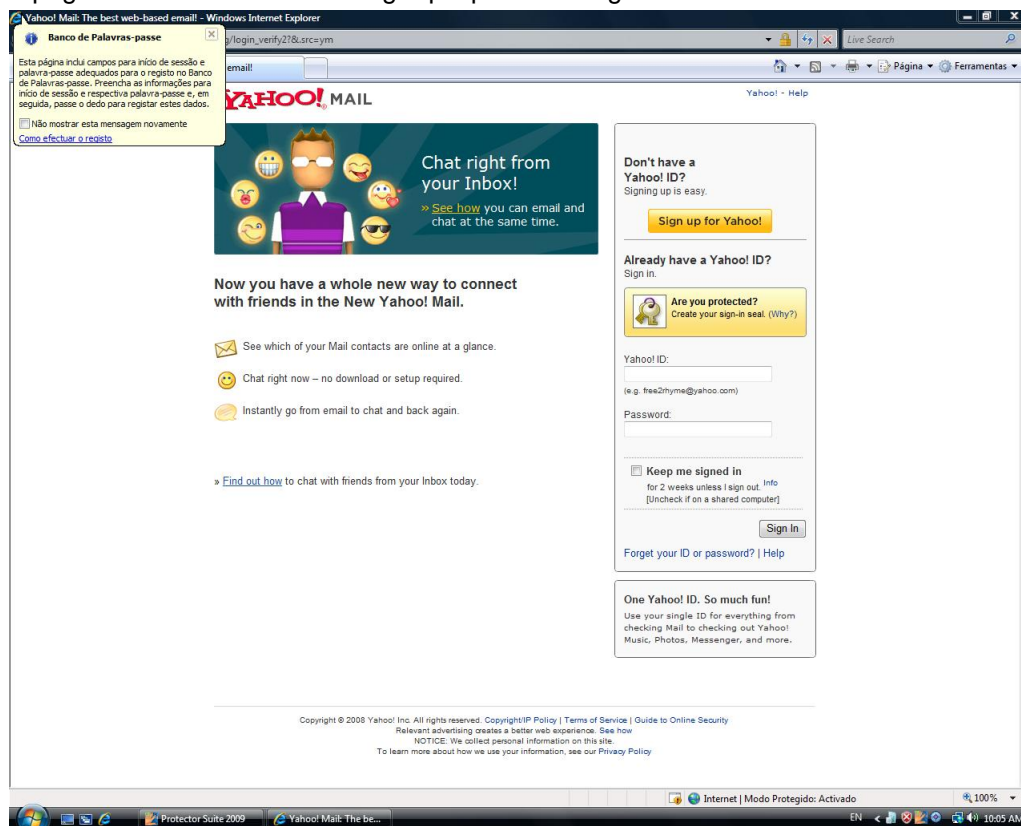 Yahoo! Mail: The best web-based email! - Windows Internet Explorer
Banco de Palavras-passe
Esta página inclui campos para início de sessão e
palavra-passe adequados para o registo no Banco
de Palavras-passe. Preencha as informações para
início de sessão e respectiva palavra-passe e, em
seguida, passe o dedo para registar estes dados.
Não mostrar esta mensagem novamente
Como efectuar o registo
/login_verify2?&.src=ym
Live Search
email!
Página
Ferramentas
YAHOO! MAIL
Yahoo! - Help
Chat right from
your Inbox!
» See how you can email and
chat at the same time.
Now you have a whole new way to connect
with friends in the New Yahoo! Mail.
See which of your Mail contacts are online at a glance.
Chat right now – no download or setup required.
Instantly go from email to chat and back again.
» Find out how to chat with friends from your Inbox today.
Don't have a
Yahoo! ID?
Signing up is easy.
Sign up for Yahoo!
Already have a Yahoo! ID?
Sign in.
Are you protected?
Create your sign-in seal. (Why?)
Yahoo! ID:
(e.g. free2rhyme@yahoo.com)
Password:
Keep me signed in
for 2 weeks unless I sign out. Info
[Uncheck if on a shared computer]
Sign In
Forget your ID or password? | Help
One Yahoo! ID. So much fun!
Use your single ID for everything from
checking Mail to checking out Yahoo!
Music, Photos, Messenger, and more.
Copyright © 2008 Yahoo! Inc. All rights reserved. Copyright/IP Policy | Terms of Service | Guide to Online Security
Relevant advertising creates a better web experience. See how
NOTICE: We collect personal information on this site.
To learn more about how we use your information, see our Privacy Policy
Internet | Modo Protegido: Activado
100%
Protector Suite 2009
Yahoo! Mail: The be...
EN
10:05 AM